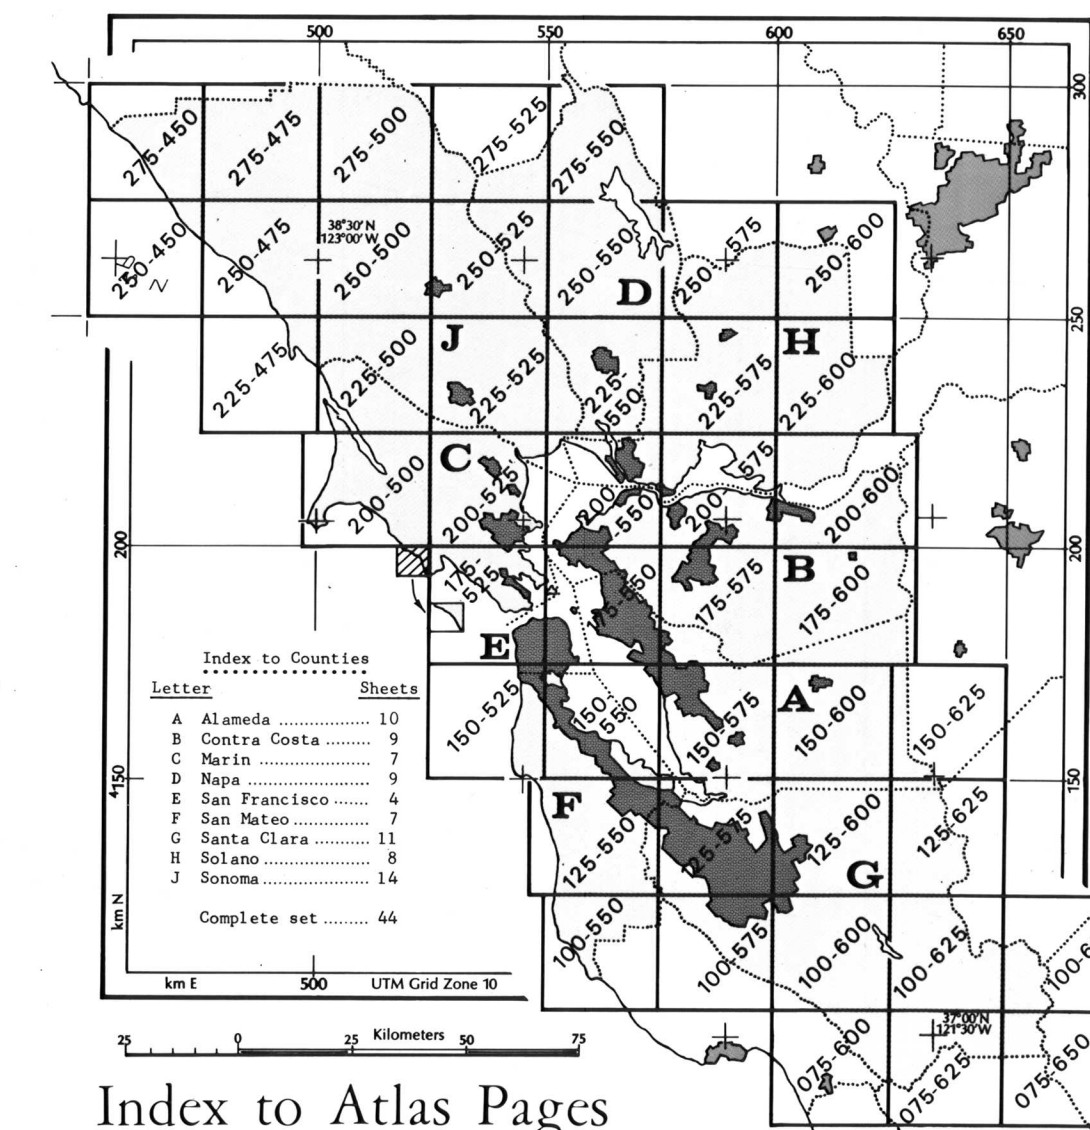 500 550 600 650
300
275-450 275-475 275-500 275-525 275-550
38°30′N
123°00′W
250-450 250-475 250-500 250-525 250-550 250-575 250-600
D
250
J H
225-475 225-500 225-525 225-550 225-575 225-600
C
200-500 200-525 200-550 200-575 200-600
200
B
175-525 175-550 175-575 175-600
E
A
150-525 150-550 150-575 150-600 150-625
Index to Counties
Letter Sheets
A Alameda ................. 10
B Contra Costa ........ 9
C Marin .................... 7
D Napa ...................... 9
E San Francisco ...... 4
F San Mateo ............. 7
G Santa Clara .......... 11
H Solano ................... 8
J Sonoma ................... 14
Complete set ........ 44
⁴150 150
F
G
125-550 125-575 125-600 125-625
km N
100-550 100-575 100-600 100-625 100-6
km E 500 UTM Grid Zone 10
37°00′N
121°30′W
Kilometers
25 0 25 50 75
075-600 075-625 075-650
Index to Atlas Pages